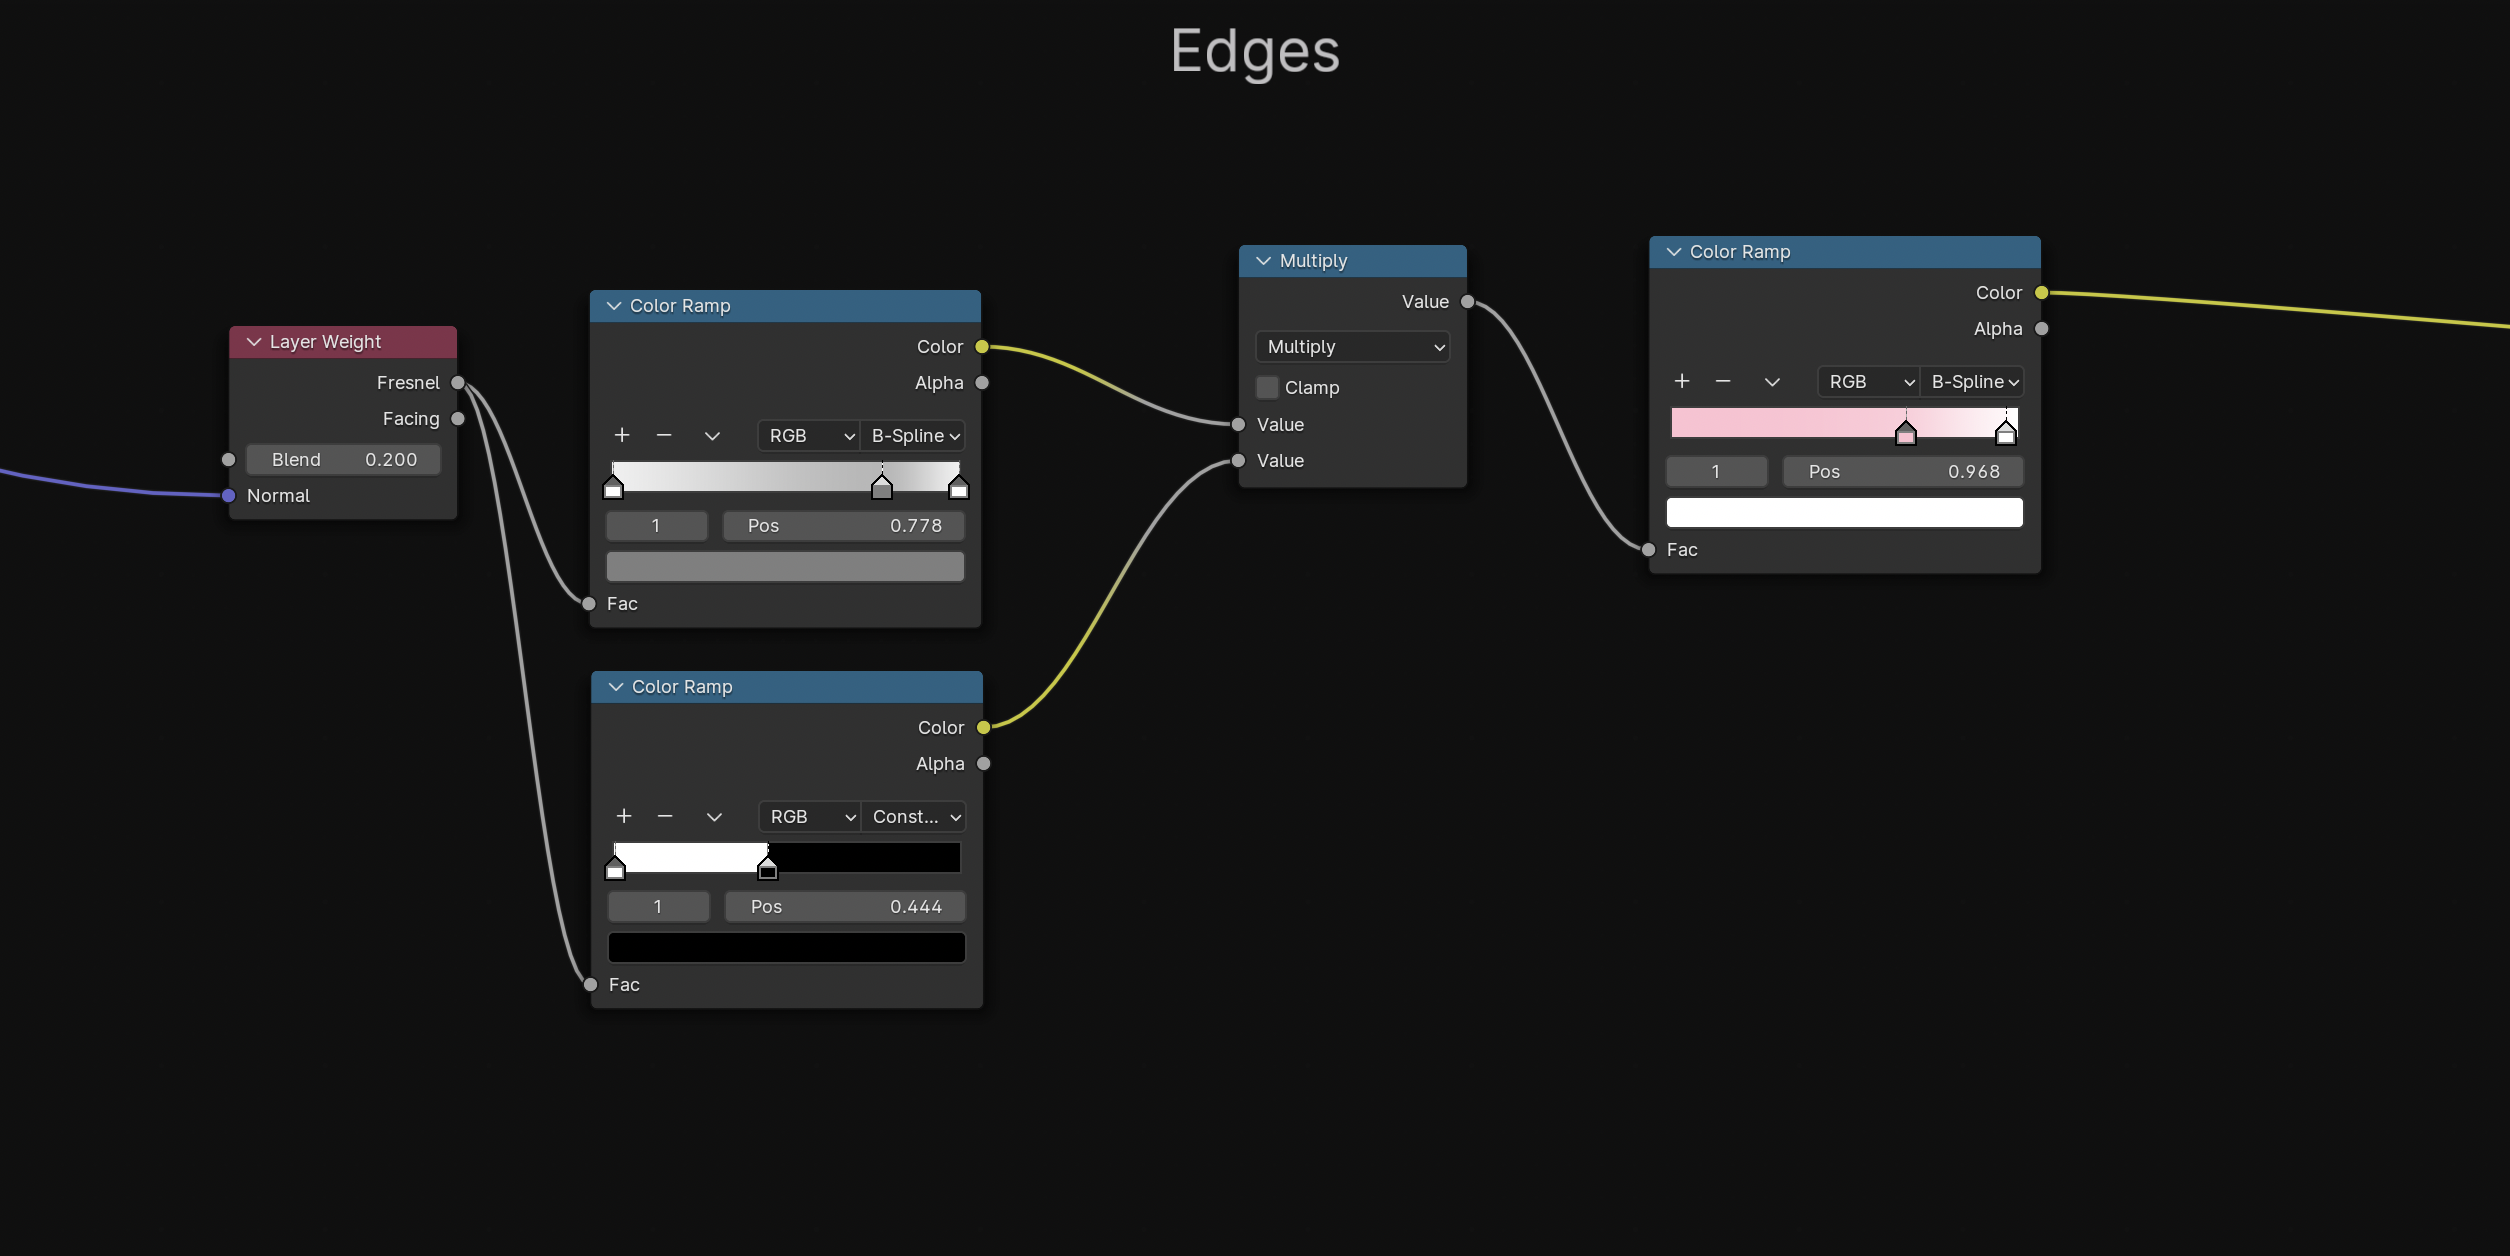 Edges
Layer Weight
Fresnel
Facing
Blend 0.200
Normal
Color Ramp
Color
Alpha
+ − RGB B-Spline
1 Pos 0.778
Fac
Color Ramp
Color
Alpha
+ − RGB Const...
1 Pos 0.444
Fac
Multiply
Value
Multiply
Clamp
Value
Value
Color Ramp
Color
Alpha
+ − RGB B-Spline
1 Pos 0.968
Fac